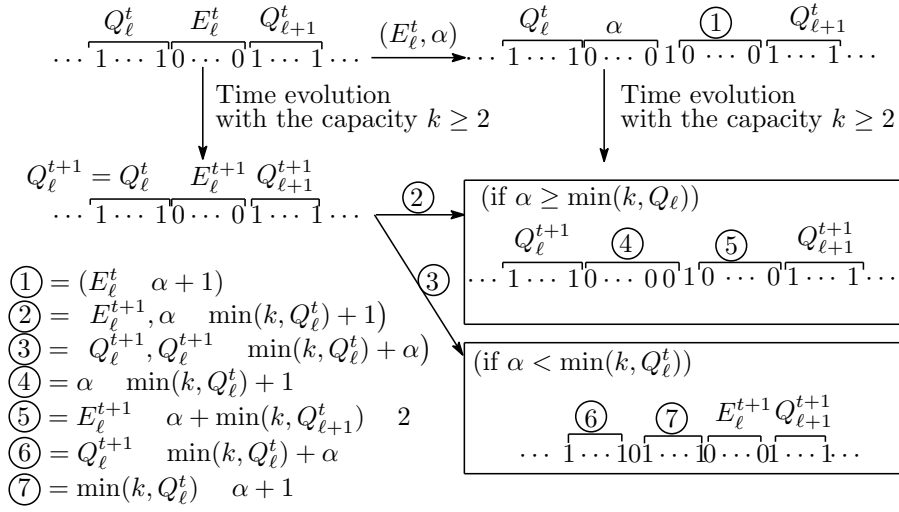 Q_ℓ^t E_ℓ^t Q_{ℓ+1}^t
⋯ 1 ⋯ 1 0 ⋯ 0 1 ⋯ 1 ⋯
(E_ℓ^t, α)
Q_ℓ^t α ① Q_{ℓ+1}^t
⋯ 1 ⋯ 1 0 ⋯ 0 1 0 ⋯ 0 1 ⋯ 1 ⋯
Time evolution
with the capacity k ≥ 2
Time evolution
with the capacity k ≥ 2
Q_ℓ^{t+1} = Q_ℓ^t E_ℓ^{t+1} Q_{ℓ+1}^{t+1}
⋯ 1 ⋯ 1 0 ⋯ 0 1 ⋯ 1 ⋯
②
③
(if α ≥ min(k, Q_ℓ))
Q_ℓ^{t+1} ④ ⑤ Q_{ℓ+1}^{t+1}
⋯ 1 ⋯ 1 0 ⋯ 0 0 1 0 ⋯ 0 1 ⋯ 1 ⋯
(if α < min(k, Q_ℓ^t))
⑥ ⑦ E_ℓ^{t+1} Q_{ℓ+1}^{t+1}
⋯ 1 ⋯ 1 0 1 ⋯ 1 0 ⋯ 0 1 ⋯ 1 ⋯
① = (E_ℓ^t α + 1)
② = E_ℓ^{t+1}, α min(k, Q_ℓ^t) + 1)
③ = Q_ℓ^{t+1}, Q_ℓ^{t+1} min(k, Q_ℓ^t) + α)
④ = α min(k, Q_ℓ^t) + 1
⑤ = E_ℓ^{t+1} α + min(k, Q_{ℓ+1}^t) 2
⑥ = Q_ℓ^{t+1} min(k, Q_ℓ^t) + α
⑦ = min(k, Q_ℓ^t) α + 1